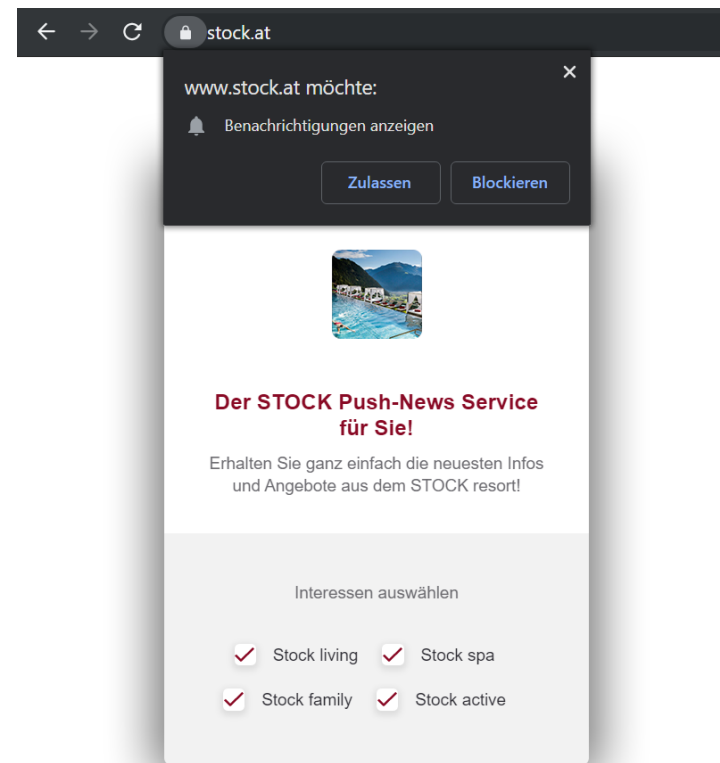 stock.at
www.stock.at möchte:
Benachrichtigungen anzeigen
Zulassen Blockieren
Der STOCK Push-News Service
für Sie!
Erhalten Sie ganz einfach die neuesten Infos
und Angebote aus dem STOCK resort!
Interessen auswählen
Stock living Stock spa
Stock family Stock active